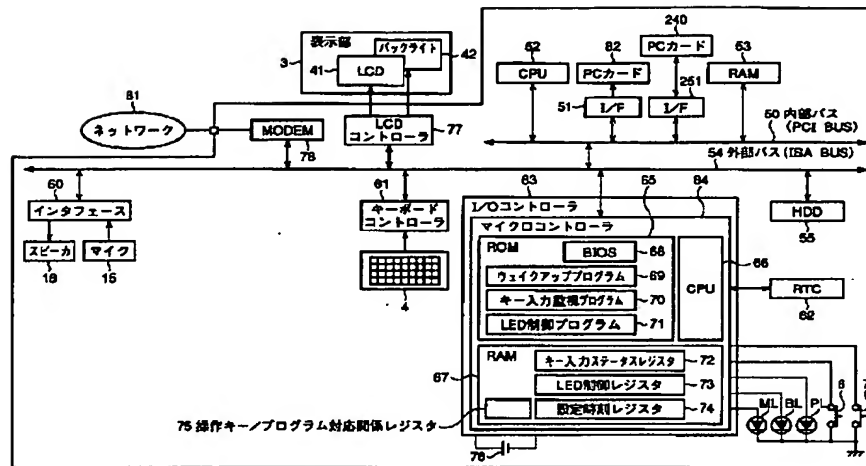 表示部
バックライト
42
3
41
LCD
52
CPU
82
PCカード
240
PCカード
53
RAM
51
I/F
I/F
251
81
ネットワーク
MODEM
78
LCD
コントローラ
77
50 内部バス
(PCI BUS)
54 外部バス(ISA BUS)
60
インタフェース
スピーカ
マイク
15
61
キーボード
コントローラ
4
63
65
84
I/Oコントローラ
マイクロコントローラ
ROM
BIOS
68
ウェイクアッププログラム
69
キー入力監視プログラム
70
LED制御プログラム
71
CPU
66
HDD
55
RTC
62
RAM
67
キー入力ステータスレジスタ
72
LED制御レジスタ
73
設定時刻レジスタ
74
75 操作キー/プログラム対応関係レジスタ
76
ML
BL
PL
6
7